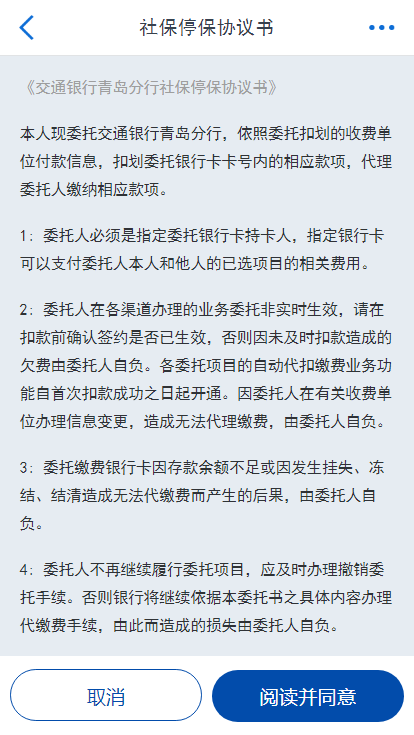 社保停保协议书
《交通银行青岛分行社保停保协议书》
本人现委托交通银行青岛分行，依照委托扣划的收费单
位付款信息，扣划委托银行卡卡号内的相应款项，代理
委托人缴纳相应款项。
1：委托人必须是指定委托银行卡持卡人，指定银行卡
可以支付委托人本人和他人的已选项目的相关费用。
2：委托人在各渠道办理的业务委托非实时生效，请在
扣款前确认签约是否已生效，否则因未及时扣款造成的
欠费由委托人自负。各委托项目的自动代扣缴费业务功
能自首次扣款成功之日起开通。因委托人在有关收费单
位办理信息变更，造成无法代理缴费，由委托人自负。
3：委托缴费银行卡因存款余额不足或因发生挂失、冻
结、结清造成无法代缴费而产生的后果，由委托人自
负。
4：委托人不再继续履行委托项目，应及时办理撤销委
托手续。否则银行将继续依据本委托书之具体内容办理
代缴费手续，由此而造成的损失由委托人自负。
取消
阅读并同意